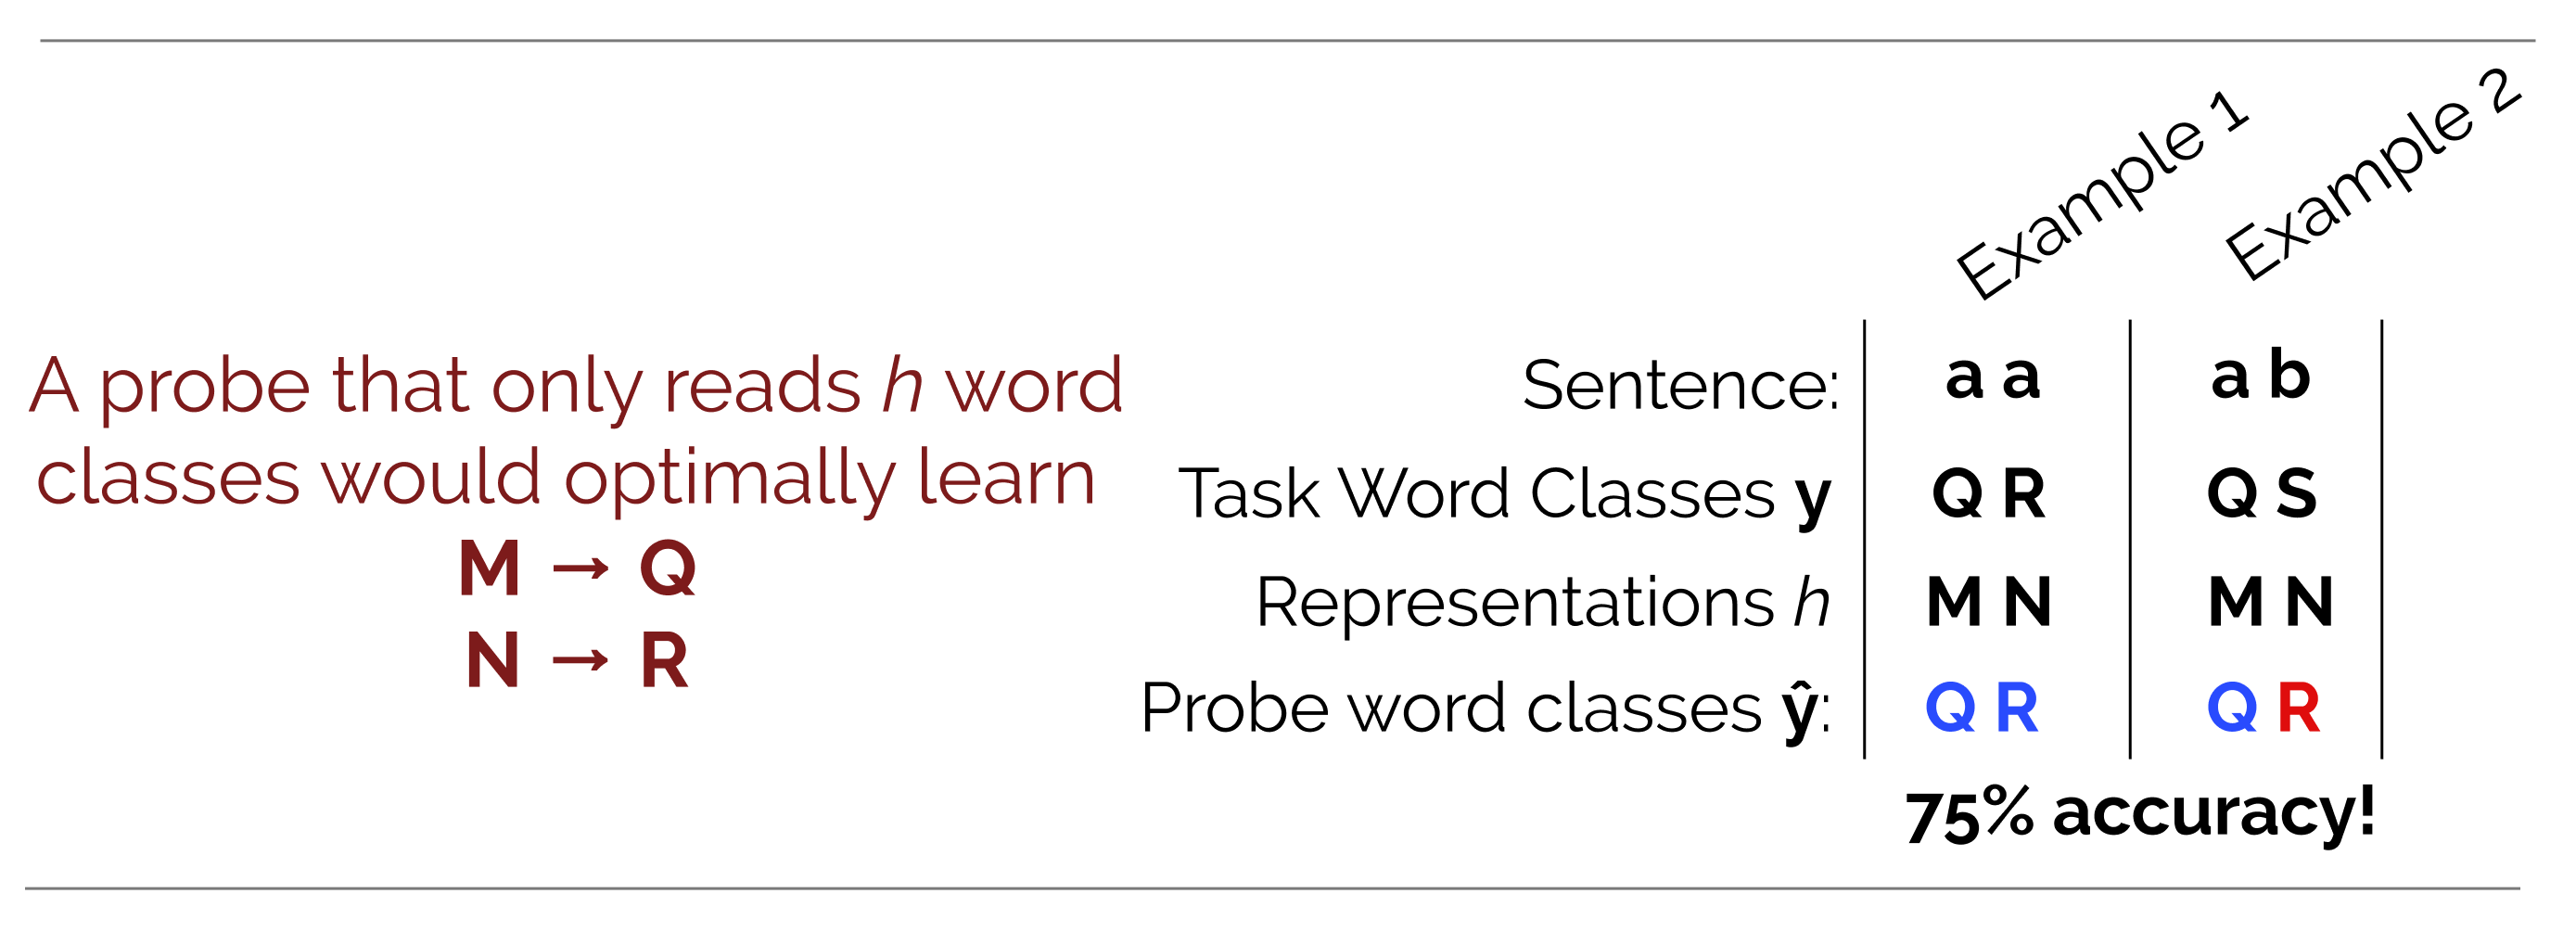 A probe that only reads h word
classes would optimally learn
M → Q
N → R
Example 1
Example 2
Sentence: a a a b
Task Word Classes y Q R Q S
Representations h M N M N
Probe word classes ŷ: Q R Q R
75% accuracy!